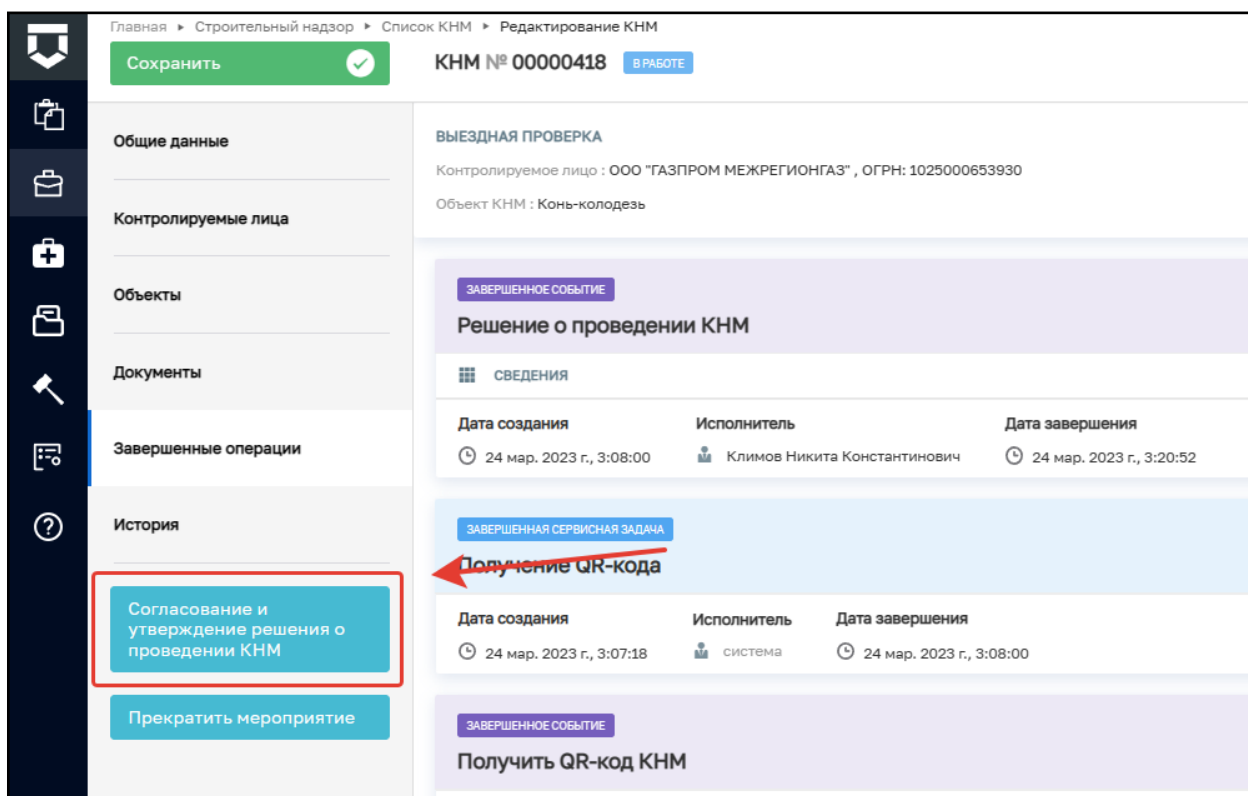 Главная ▸ Строительный надзор ▸ Список КНМ ▸ Редактирование КНМ
Сохранить
КНМ № 00000418 В РАБОТЕ
Общие данные
Контролируемые лица
Объекты
Документы
Завершенные операции
История
Согласование и
утверждение решения о
проведении КНМ
Прекратить мероприятие
ВЫЕЗДНАЯ ПРОВЕРКА
Контролируемое лицо : ООО "ГАЗПРОМ МЕЖРЕГИОНГАЗ" , ОГРН: 1025000653930
Объект КНМ : Конь-колодезь
ЗАВЕРШЕННОЕ СОБЫТИЕ
Решение о проведении КНМ
СВЕДЕНИЯ
Дата создания Исполнитель Дата завершения
24 мар. 2023 г., 3:08:00 Климов Никита Константинович 24 мар. 2023 г., 3:20:52
ЗАВЕРШЕННАЯ СЕРВИСНАЯ ЗАДАЧА
Получение QR-кода
Дата создания Исполнитель Дата завершения
24 мар. 2023 г., 3:07:18 система 24 мар. 2023 г., 3:08:00
ЗАВЕРШЕННОЕ СОБЫТИЕ
Получить QR-код КНМ